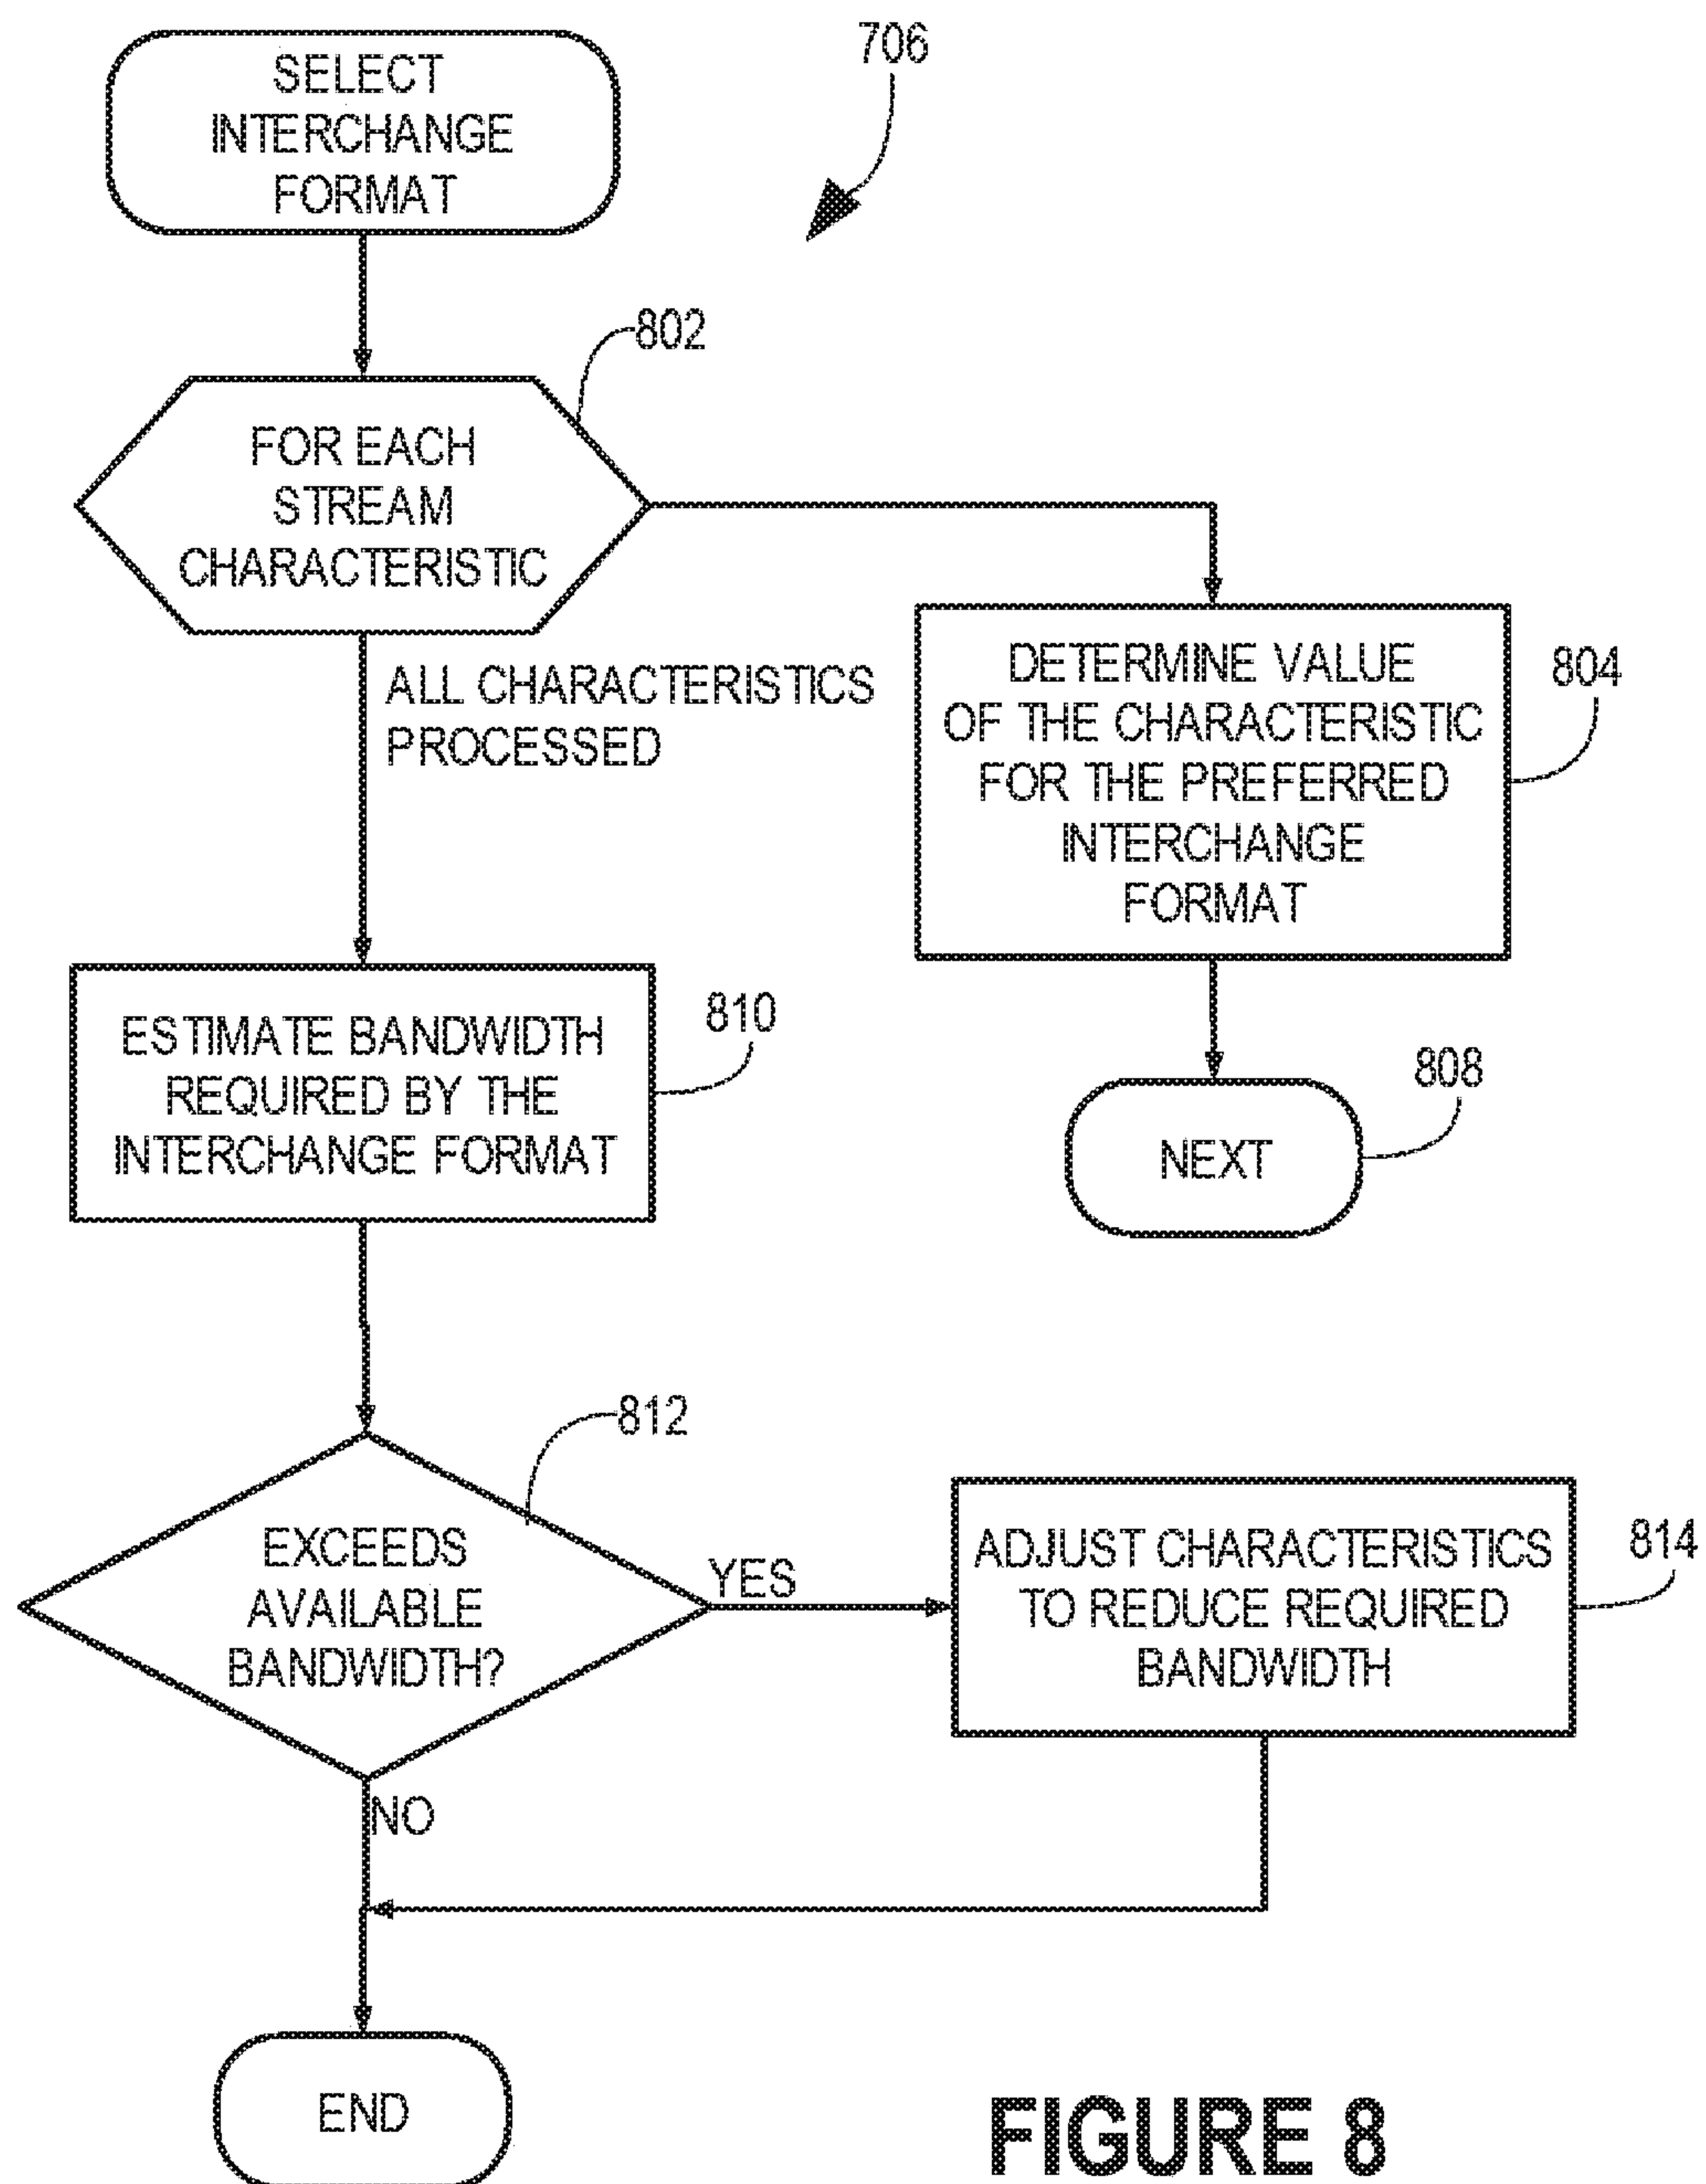 706
SELECT
INTERCHANGE
FORMAT
802
FOR EACH
STREAM
CHARACTERISTIC
ALL CHARACTERISTICS
PROCESSED
804
DETERMINE VALUE
OF THE CHARACTERISTIC
FOR THE PREFERRED
INTERCHANGE
FORMAT
808
NEXT
810
ESTIMATE BANDWIDTH
REQUIRED BY THE
INTERCHANGE FORMAT
812
EXCEEDS
AVAILABLE
BANDWIDTH?
YES
814
ADJUST CHARACTERISTICS
TO REDUCE REQUIRED
BANDWIDTH
NO
END
FIGURE 8